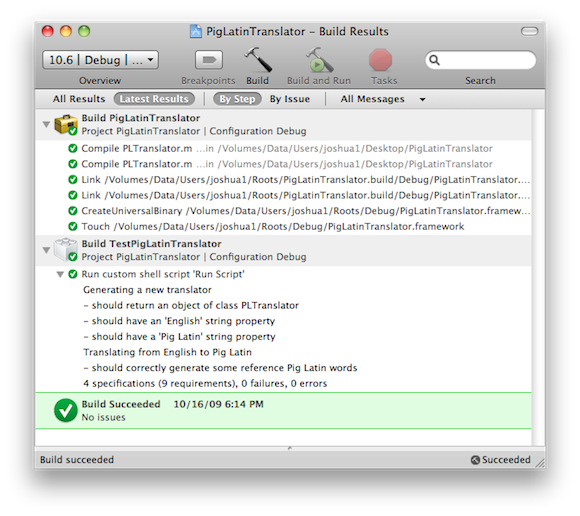 PigLatinTranslator – Build Results
10.6 | Debug | ...
Overview
Breakpoints
Build
Build and Run
Tasks
Search
All Results
Latest Results
By Step
By Issue
All Messages
Build PigLatinTranslator
Project PigLatinTranslator | Configuration Debug
Compile PLTranslator.m ...in /Volumes/Data/Users/joshua1/Desktop/PigLatinTranslator
Compile PLTranslator.m ...in /Volumes/Data/Users/joshua1/Desktop/PigLatinTranslator
Link /Volumes/Data/Users/joshua1/Roots/PigLatinTranslator.build/Debug/PigLatinTranslator....
Link /Volumes/Data/Users/joshua1/Roots/PigLatinTranslator.build/Debug/PigLatinTranslator....
CreateUniversalBinary /Volumes/Data/Users/joshua1/Roots/Debug/PigLatinTranslator.framew...
Touch /Volumes/Data/Users/joshua1/Roots/Debug/PigLatinTranslator.framework
Build TestPigLatinTranslator
Project PigLatinTranslator | Configuration Debug
Run custom shell script 'Run Script'
Generating a new translator
- should return an object of class PLTranslator
- should have an 'English' string property
- should have a 'Pig Latin' string property
Translating from English to Pig Latin
- should correctly generate some reference Pig Latin words
4 specifications (9 requirements), 0 failures, 0 errors
Build Succeeded 10/16/09 6:14 PM
No issues
Build succeeded
Succeeded